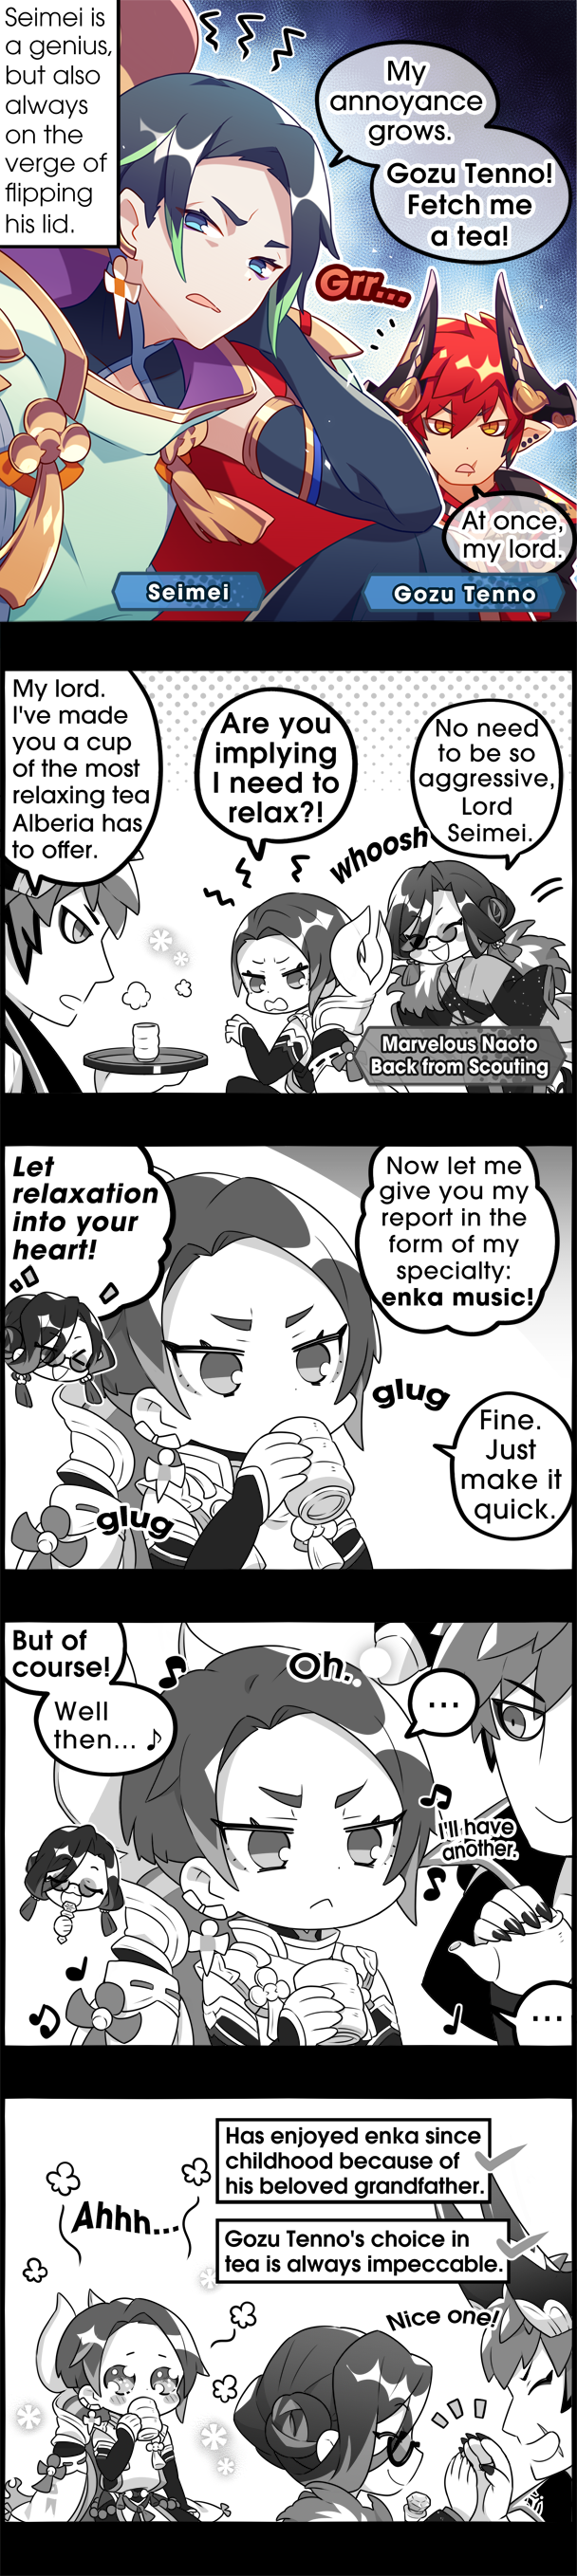 Seimei is
a genius,
but also
always
on the
verge of
flipping
his lid.
My
annoyance
grows.
Gozu Tenno!
Fetch me
a tea!
Grr...
At once,
my lord.
Seimei
Gozu Tenno
My lord.
I've made
you a cup
of the most
relaxing tea
Alberia has
to offer.
Are you
implying
I need to
relax?!
No need
to be so
aggressive,
Lord
Seimei.
whoosh
Marvelous Naoto
Back from Scouting
Let
relaxation
into your
heart!
Now let me
give you my
report in the
form of my
specialty:
enka music!
glug
Fine.
Just
make it
quick.
glug
But of
course!
Well
then... ♪
Oh..
...
I'll have
another.
...
Has enjoyed enka since
childhood because of
his beloved grandfather.
Ahhh...
Gozu Tenno's choice in
tea is always impeccable.
Nice one!